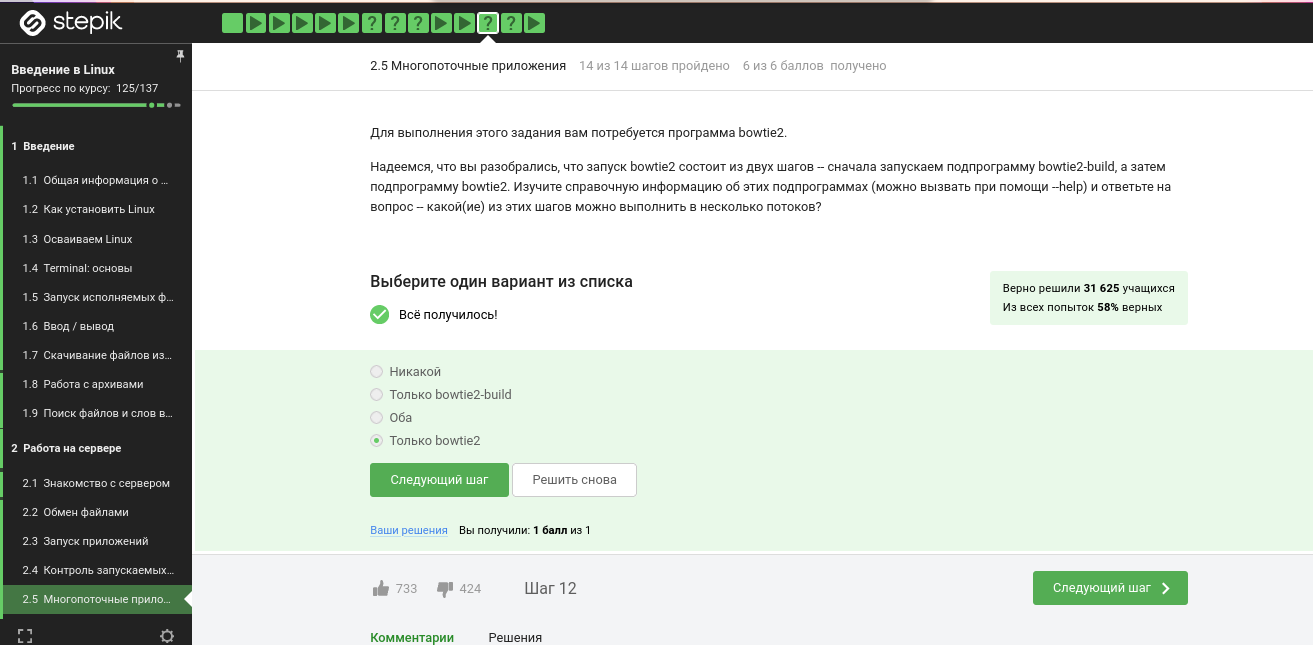 stepik
? ? ? ? ?
Введение в Linux
Прогресс по курсу: 125/137
1 Введение
1.1 Общая информация о ...
1.2 Как установить Linux
1.3 Осваиваем Linux
1.4 Terminal: основы
1.5 Запуск исполняемых ф...
1.6 Ввод / вывод
1.7 Скачивание файлов из...
1.8 Работа с архивами
1.9 Поиск файлов и слов в...
2 Работа на сервере
2.1 Знакомство с сервером
2.2 Обмен файлами
2.3 Запуск приложений
2.4 Контроль запускаемых...
2.5 Многопоточные прило...
2.5 Многопоточные приложения 14 из 14 шагов пройдено 6 из 6 баллов получено
Для выполнения этого задания вам потребуется программа bowtie2.
Надеемся, что вы разобрались, что запуск bowtie2 состоит из двух шагов -- сначала запускаем подпрограмму bowtie2-build, а затем
подпрограмму bowtie2. Изучите справочную информацию об этих подпрограммах (можно вызвать при помощи --help) и ответьте на
вопрос -- какой(ие) из этих шагов можно выполнить в несколько потоков?
Выберите один вариант из списка
Всё получилось!
Верно решили 31 625 учащихся
Из всех попыток 58% верных
Никакой
Только bowtie2-build
Оба
Только bowtie2
Следующий шаг Решить снова
Ваши решения Вы получили: 1 балл из 1
733 424 Шаг 12 Следующий шаг
Комментарии Решения